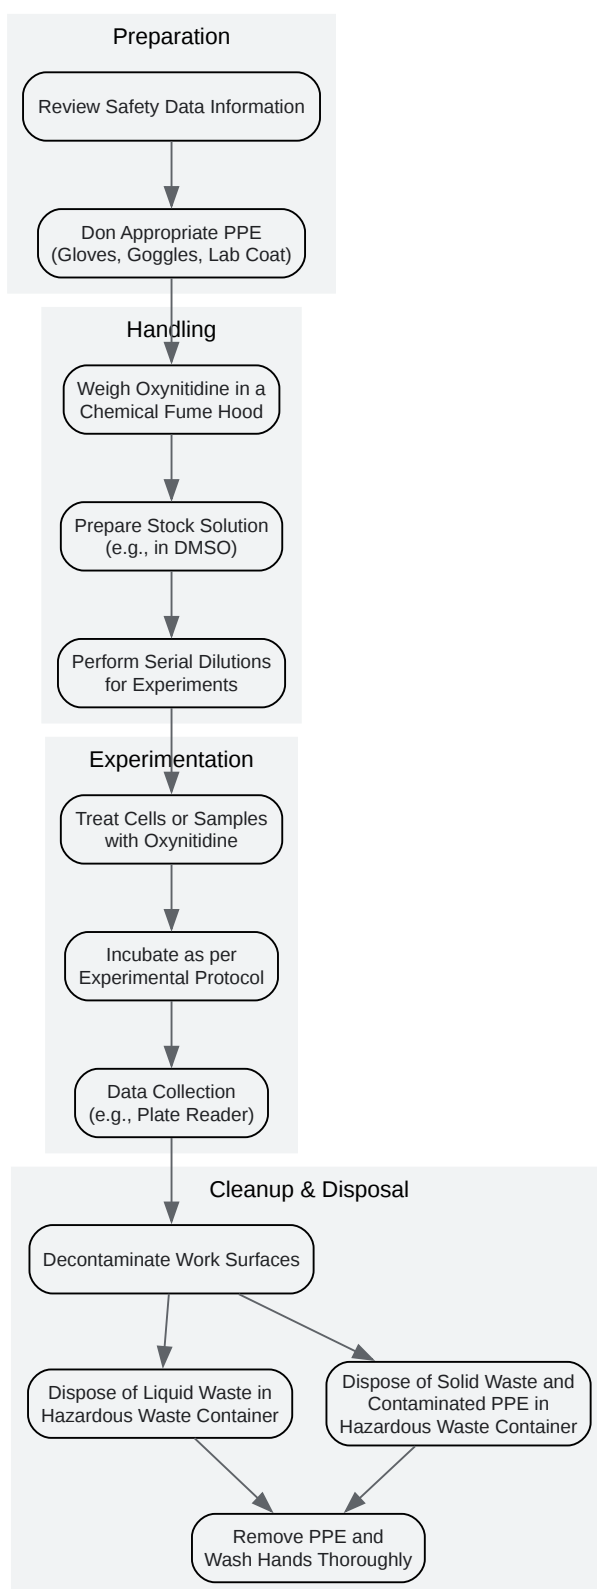 Preparation
Review Safety Data Information
Don Appropriate PPE
(Gloves, Goggles, Lab Coat)
Handling
Weigh Oxynitidine in a
Chemical Fume Hood
Prepare Stock Solution
(e.g., in DMSO)
Perform Serial Dilutions
for Experiments
Experimentation
Treat Cells or Samples
with Oxynitidine
Incubate as per
Experimental Protocol
Data Collection
(e.g., Plate Reader)
Cleanup & Disposal
Decontaminate Work Surfaces
Dispose of Liquid Waste in
Hazardous Waste Container
Dispose of Solid Waste and
Contaminated PPE in
Hazardous Waste Container
Remove PPE and
Wash Hands Thoroughly